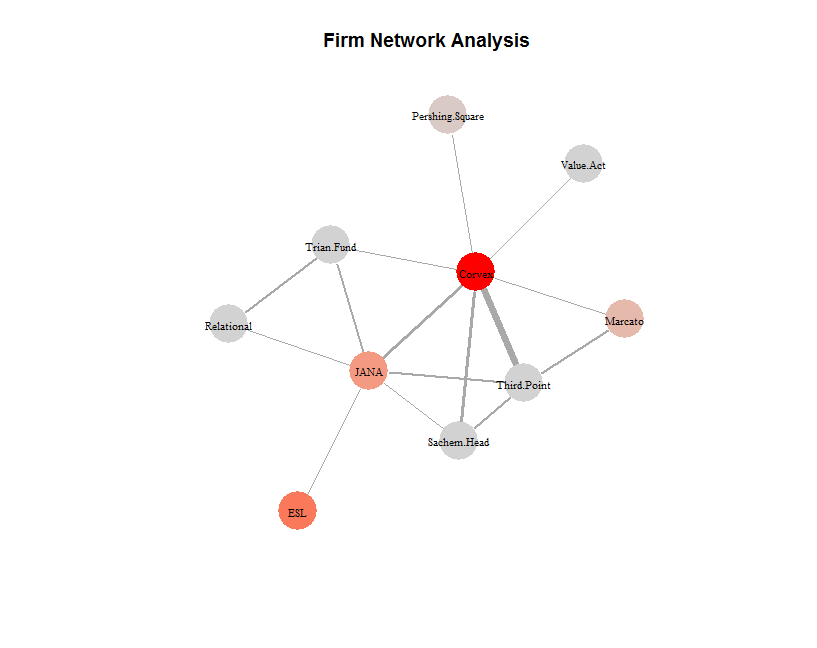 Firm Network Analysis
Pershing.Square
Value.Act
Trian.Fund
Corvex
Marcato
Relational
JANA
Third.Point
Sachem.Head
ESL